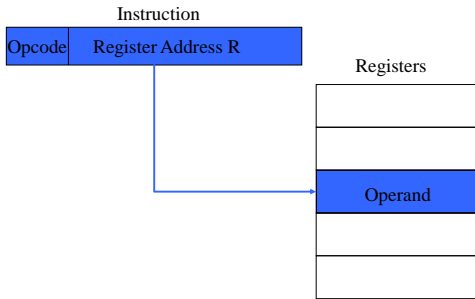 Instruction
Opcode Register Address R
Registers
Operand